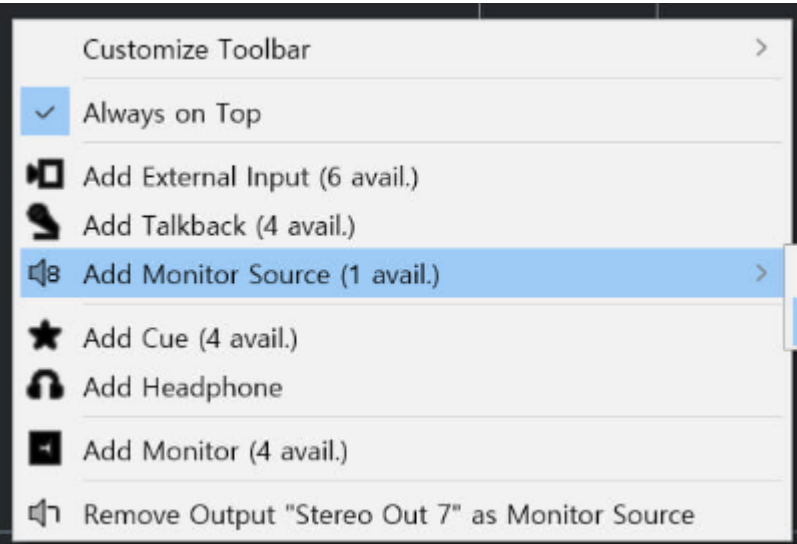 Customize Toolbar
Always on Top
Add External Input (6 avail.)
Add Talkback (4 avail.)
8 Add Monitor Source (1 avail.)
Add Cue (4 avail.)
Add Headphone
Add Monitor (4 avail.)
Remove Output "Stereo Out 7" as Monitor Source